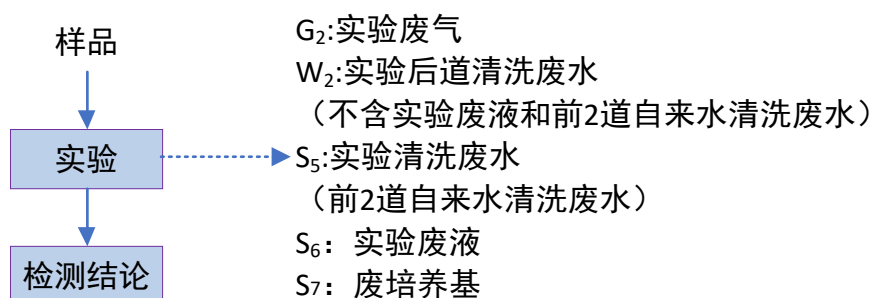 样品
实验
检测结论
G₂:实验废气
W₂:实验后道清洗废水
（不含实验废液和前2道自来水清洗废水）
S₅:实验清洗废水
（前2道自来水清洗废水）
S₆：实验废液
S₇：废培养基